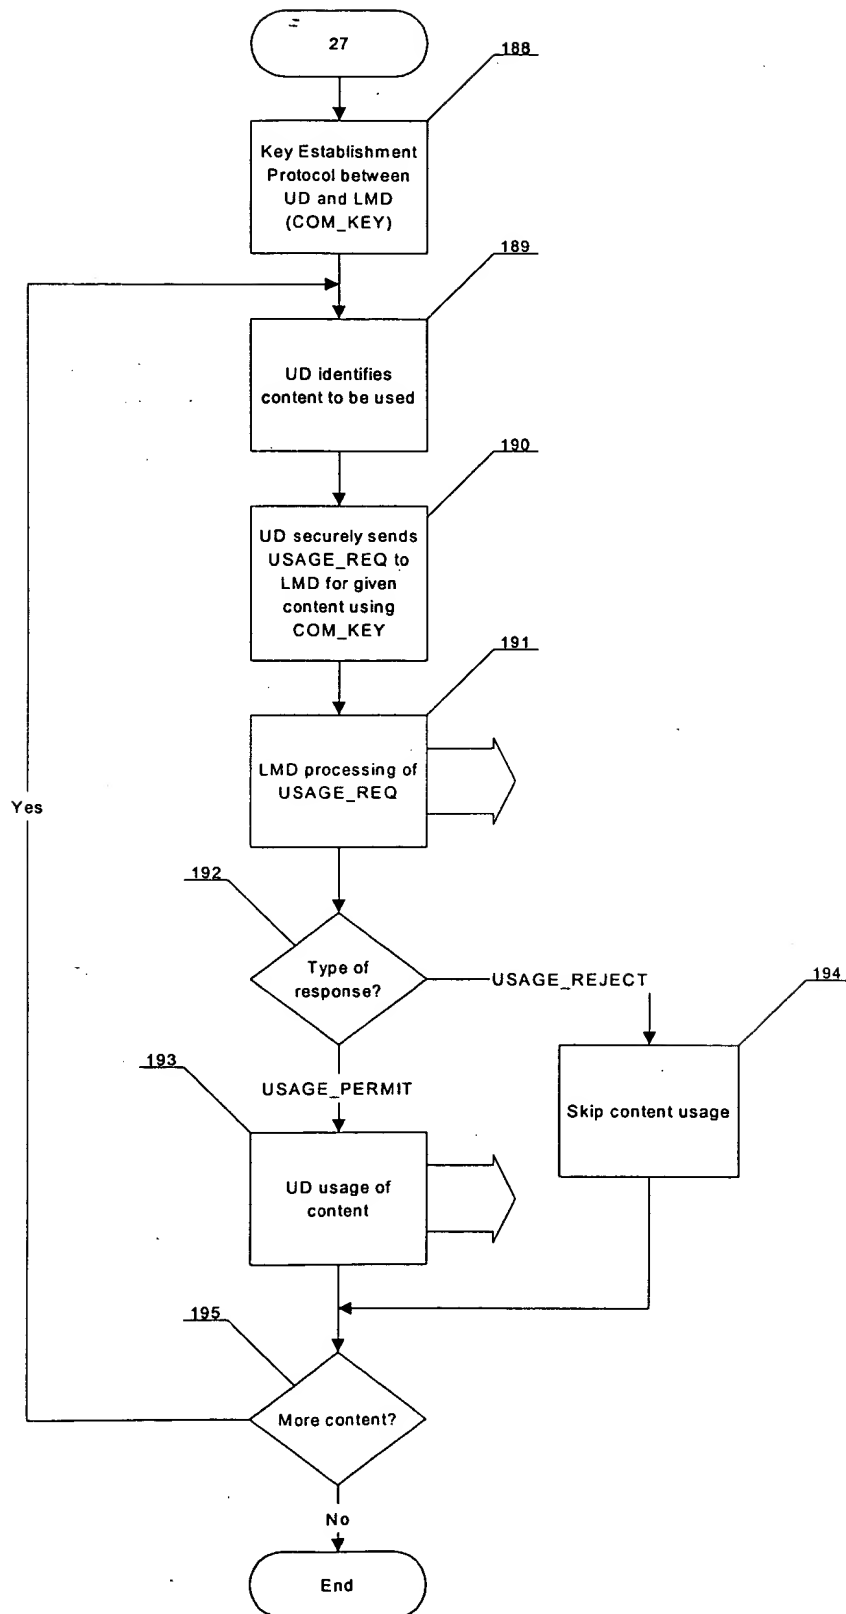 27
188
Key Establishment
Protocol between
UD and LMD
(COM_KEY)
189
UD identifies
content to be used
190
UD securely sends
USAGE_REQ to
LMD for given
content using
COM_KEY
191
LMD processing of
USAGE_REQ
Yes
192
Type of
response?
USAGE_REJECT
194
193
USAGE_PERMIT
Skip content usage
UD usage of
content
195
More content?
No
End